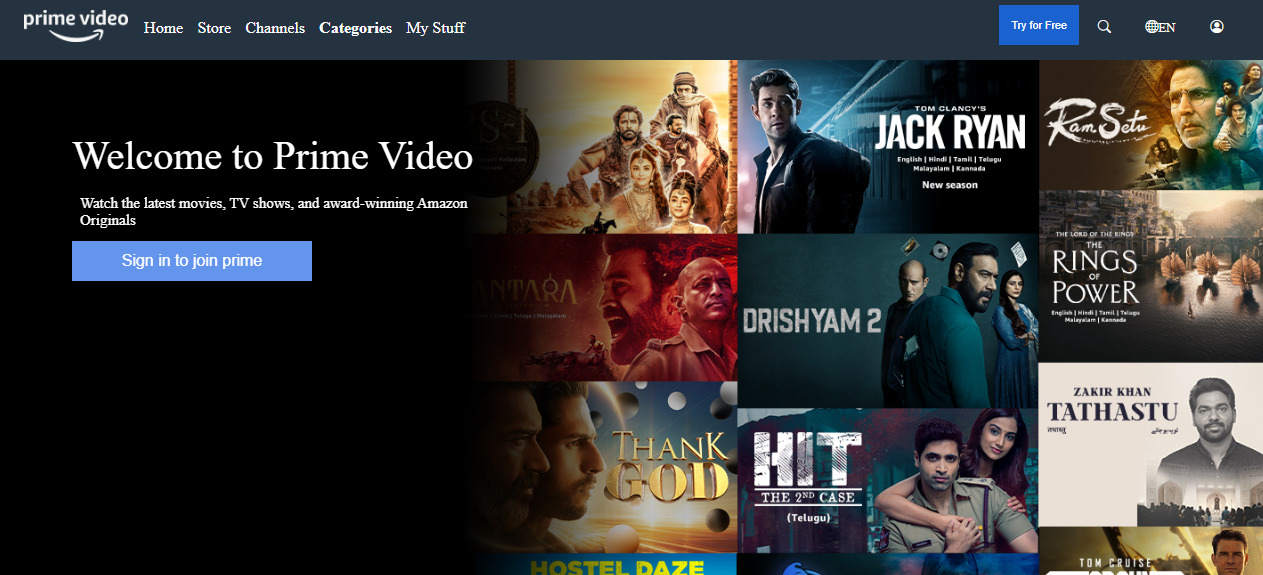 prime video
Home Store Channels Categories My Stuff
Try for Free
EN
Welcome to Prime Video
Watch the latest movies, TV shows, and award-winning Amazon
Originals
Sign in to join prime
PS-I
TOM CLANCY'S
JACK RYAN
English | Hindi | Tamil | Telugu
Malayalam | Kannada
New season
Ram Setu
ANTARA
DRISHYAM 2
THE LORD OF THE RINGS
THE
RINGS
OF
POWER
English | Hindi | Tamil | Telugu
Malayalam | Kannada
THANK
GOD
HIT
THE 2ND CASE
(Telugu)
ZAKIR KHAN
TATHASTU
तथास्तु
HOSTEL DAZE
TOM CRUISE